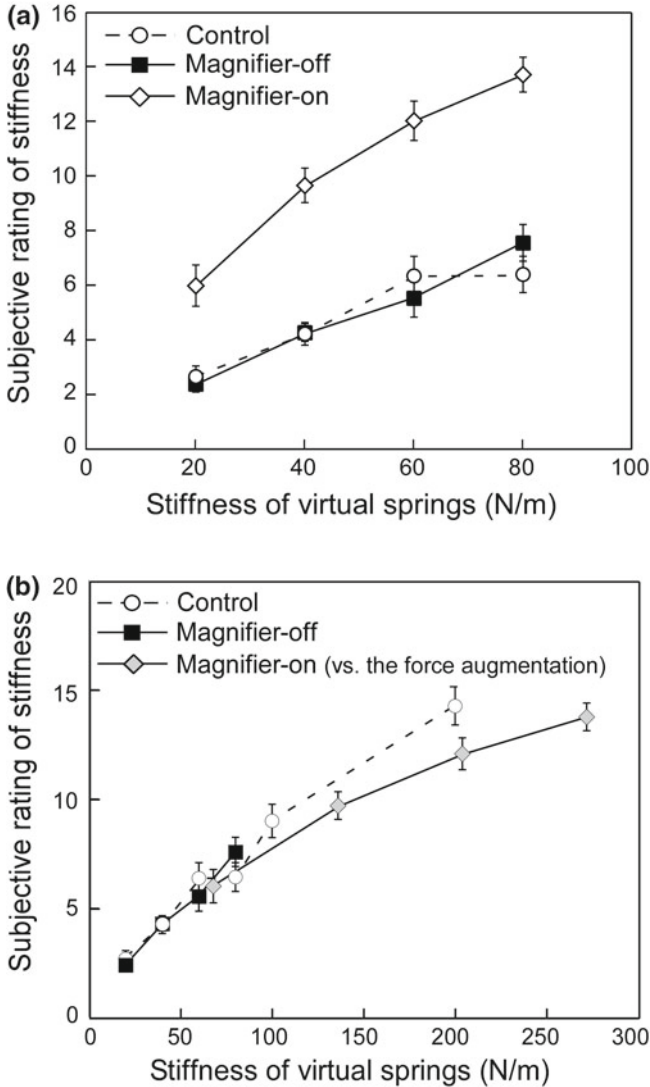 (a)
16
14
12
10
8
6
4
2
0
Control
Magnifier-off
Magnifier-on
Subjective rating of stiffness
0 20 40 60 80 100
Stiffness of virtual springs (N/m)
(b)
20
15
10
5
0
Control
Magnifier-off
Magnifier-on (vs. the force augmentation)
Subjective rating of stiffness
0 50 100 150 200 250 300
Stiffness of virtual springs (N/m)